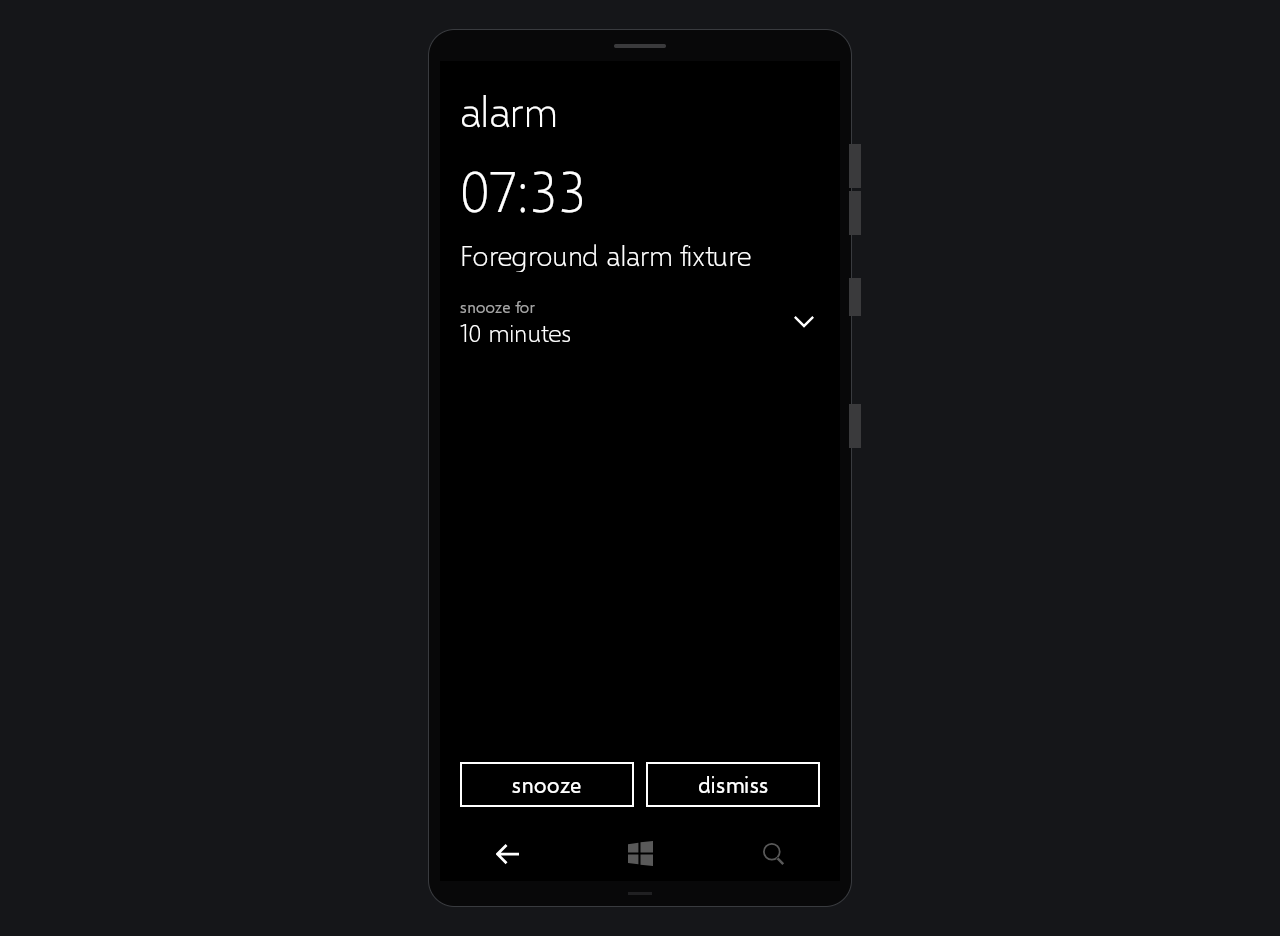 alarm
07:33
Foreground alarm fixture
snooze for
10 minutes
snooze
dismiss